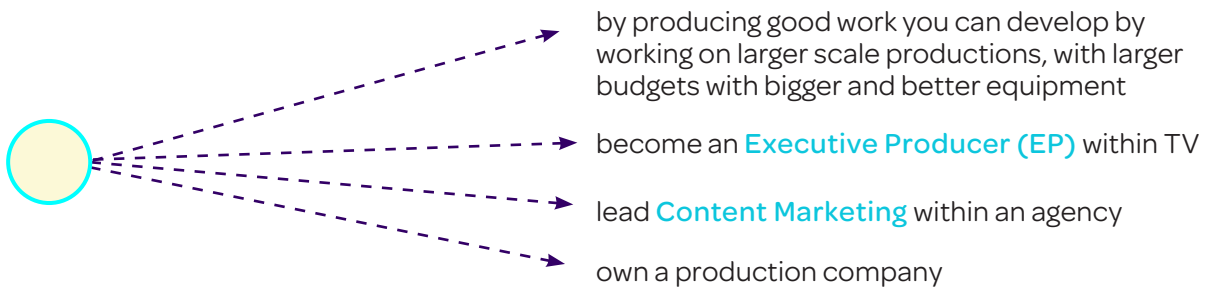 by producing good work you can develop by
working on larger scale productions, with larger
budgets with bigger and better equipment
become an Executive Producer (EP) within TV
lead Content Marketing within an agency
own a production company